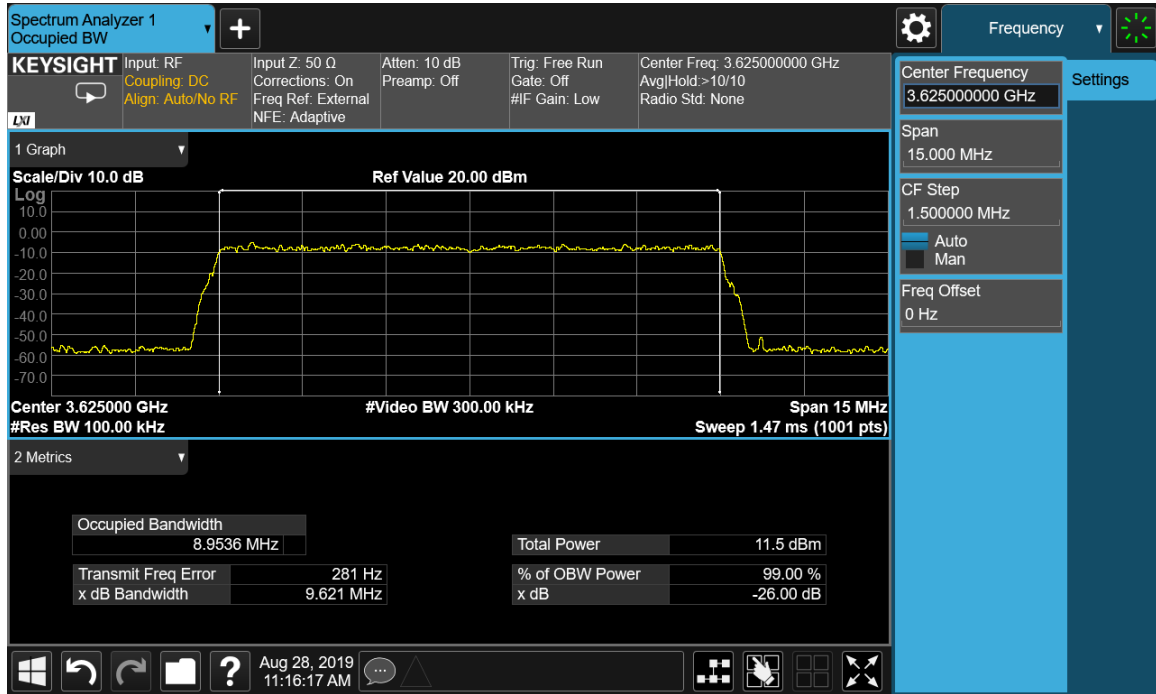 Spectrum Analyzer 1
Occupied BW
Frequency
KEYSIGHT
LXI
Input: RF
Coupling: DC
Align: Auto/No RF
Input Z: 50 Ω
Corrections: On
Freq Ref: External
NFE: Adaptive
Atten: 10 dB
Preamp: Off
Trig: Free Run
Gate: Off
#IF Gain: Low
Center Freq: 3.625000000 GHz
Avg|Hold:>10/10
Radio Std: None
Center Frequency
3.625000000 GHz
Settings
Span
15.000 MHz
CF Step
1.500000 MHz
Auto
Man
Freq Offset
0 Hz
1 Graph
Scale/Div 10.0 dB
Ref Value 20.00 dBm
Log
10.0
0.00
-10.0
-20.0
-30.0
-40.0
-50.0
-60.0
-70.0
Center 3.625000 GHz
#Video BW 300.00 kHz
Span 15 MHz
#Res BW 100.00 kHz
Sweep 1.47 ms (1001 pts)
2 Metrics
Occupied Bandwidth
8.9536 MHz
Total Power 11.5 dBm
Transmit Freq Error 281 Hz
% of OBW Power 99.00 %
x dB Bandwidth 9.621 MHz
x dB -26.00 dB
?
Aug 28, 2019
11:16:17 AM